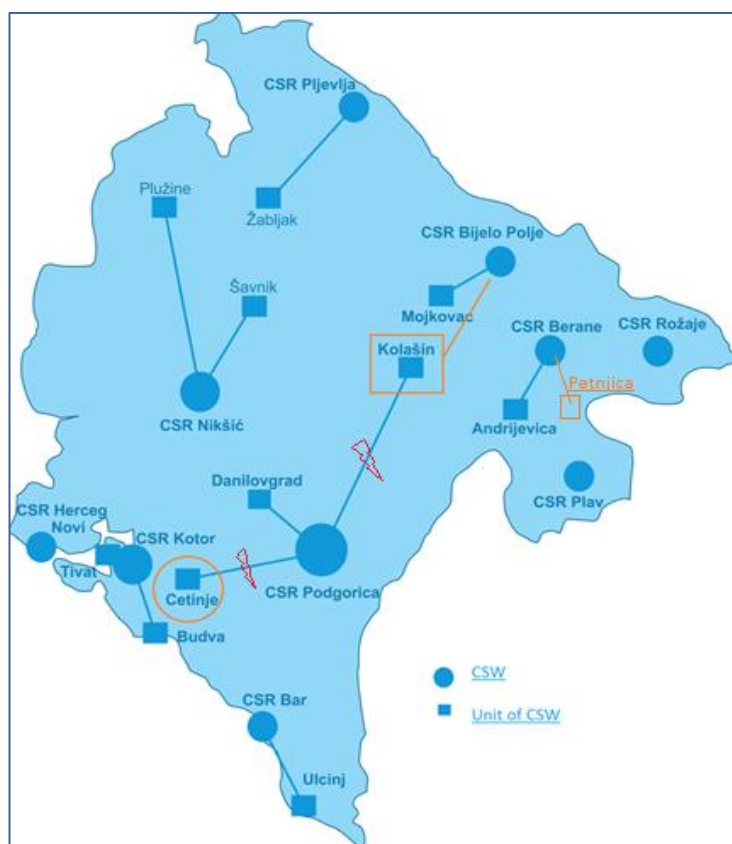 CSR Pljevlja
Plužine
Žabljak
CSR Bijelo Polje
Šavnik
Mojkovac
CSR Berane
CSR Rožaje
Kolašin
Petnjica
CSR Nikšić
Andrijevica
Danilovgrad
CSR Plav
CSR Herceg
Novi
CSR Kotor
Tivat
Cetinje
CSR Podgorica
Budva
CSW
CSR Bar
Unit of CSW
Ulcinj